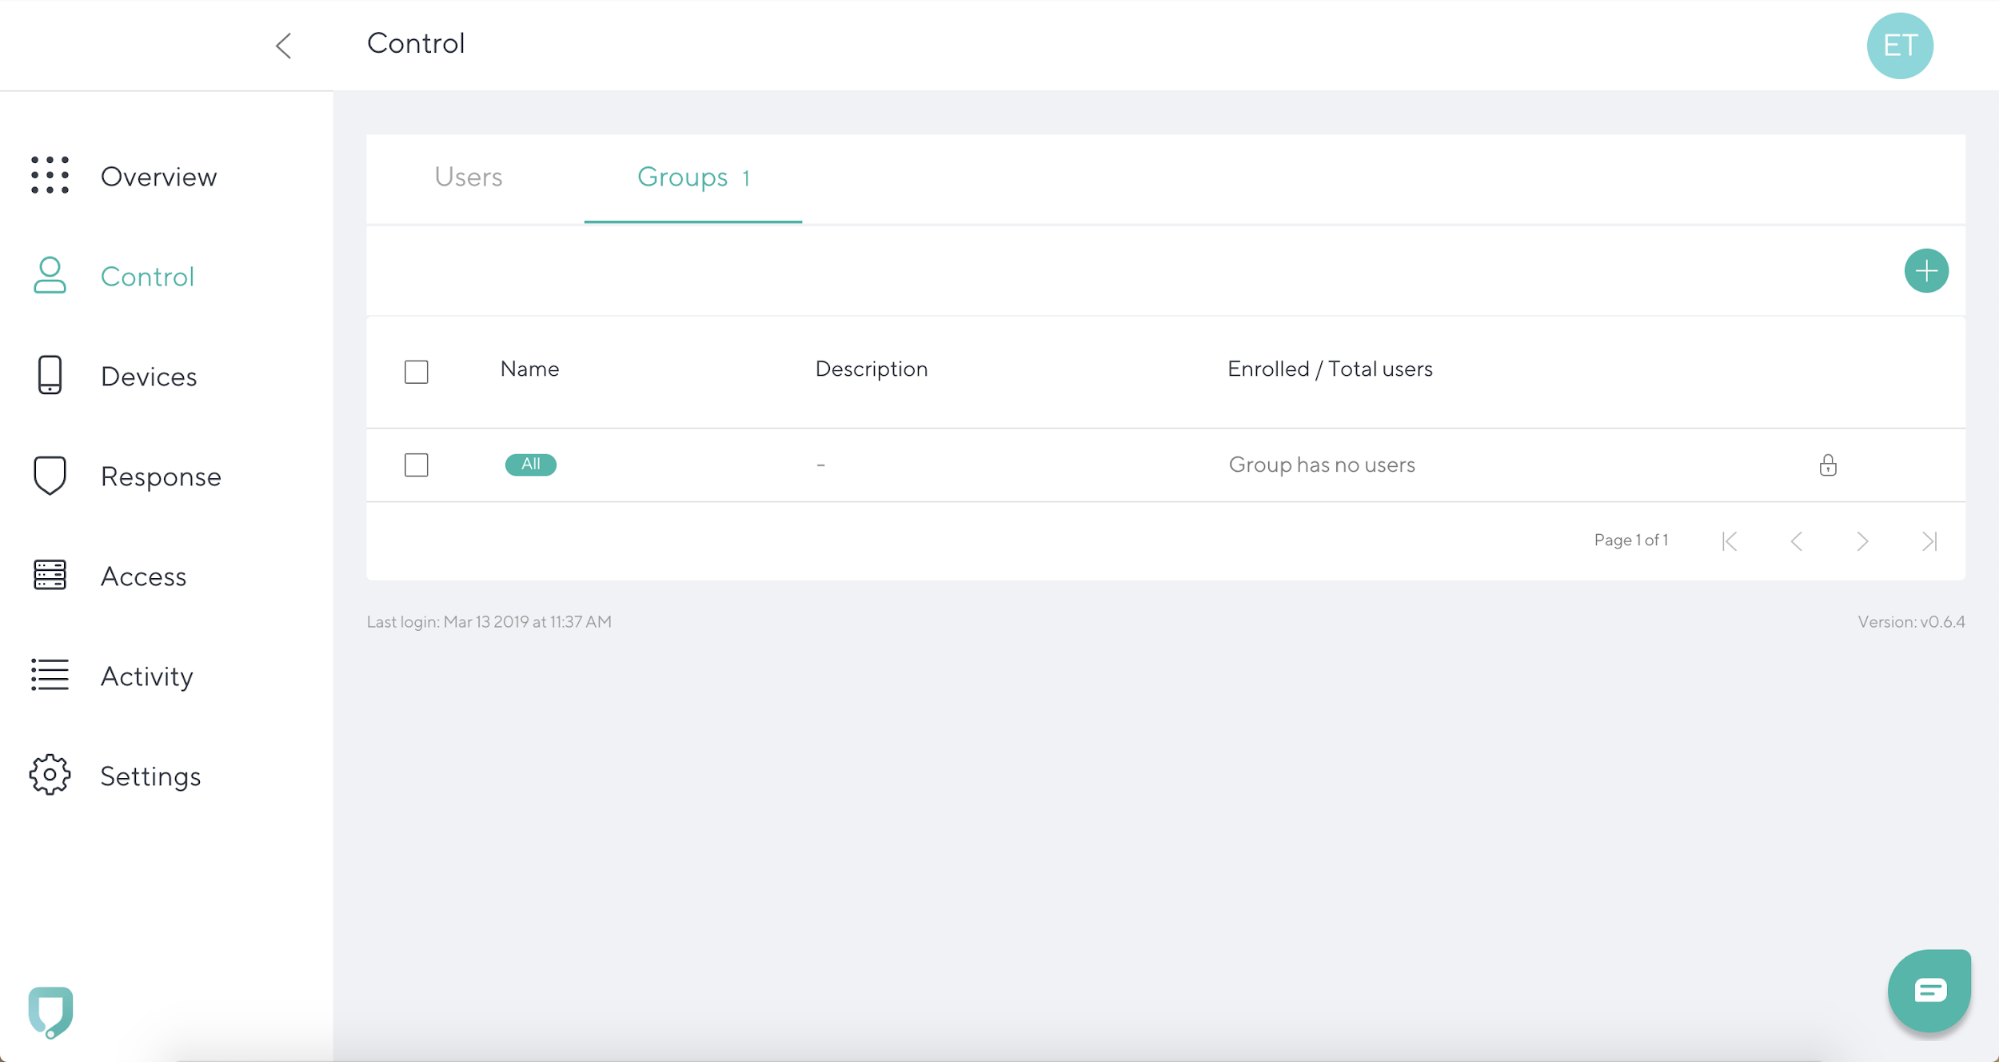 Control
ET
Overview
Control
Devices
Response
Access
Activity
Settings
Users
Groups 1
Name Description Enrolled / Total users
All - Group has no users
Page 1 of 1
Last login: Mar 13 2019 at 11:37 AM
Version: v0.6.4